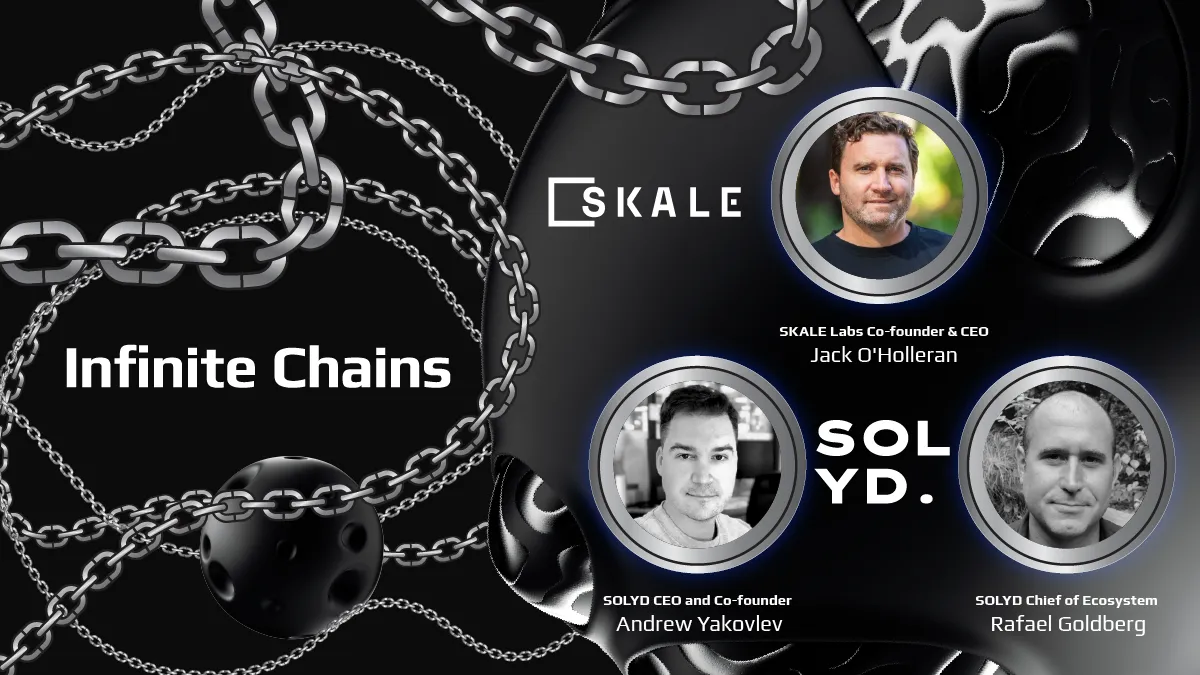 Infinite Chains
SKALE
SKALE Labs Co-founder & CEO
Jack O'Holleran
SOL
YD.
SOLYD CEO and Co-founder
Andrew Yakovlev
SOLYD Chief of Ecosystem
Rafael Goldberg